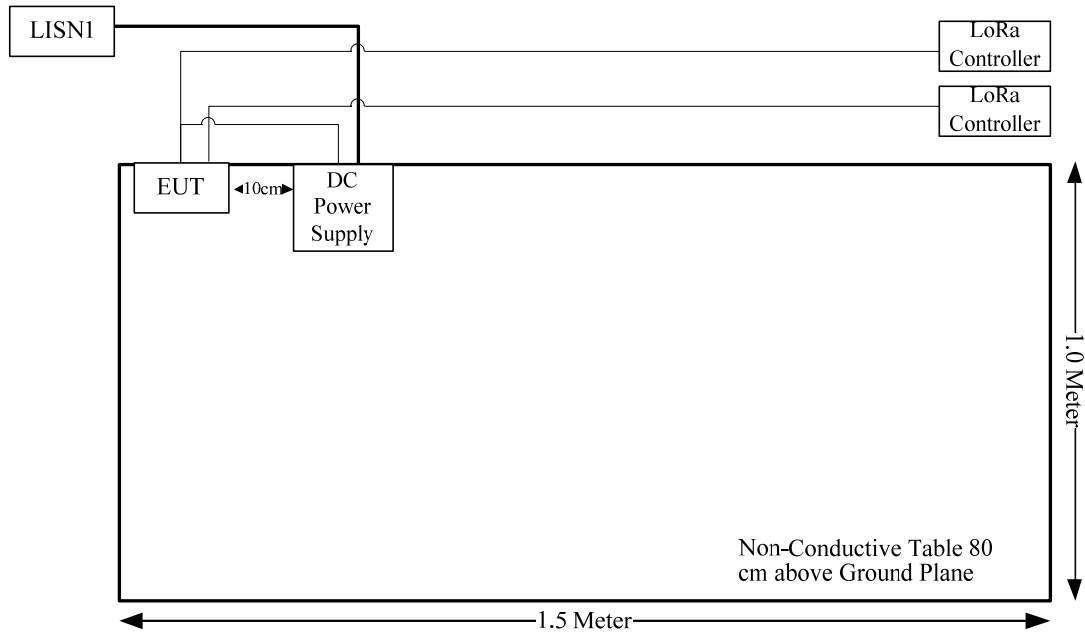 LISN1
LoRa
Controller
LoRa
Controller
EUT
10cm
DC
Power
Supply
1.0 Meter
Non-Conductive Table 80
cm above Ground Plane
1.5 Meter